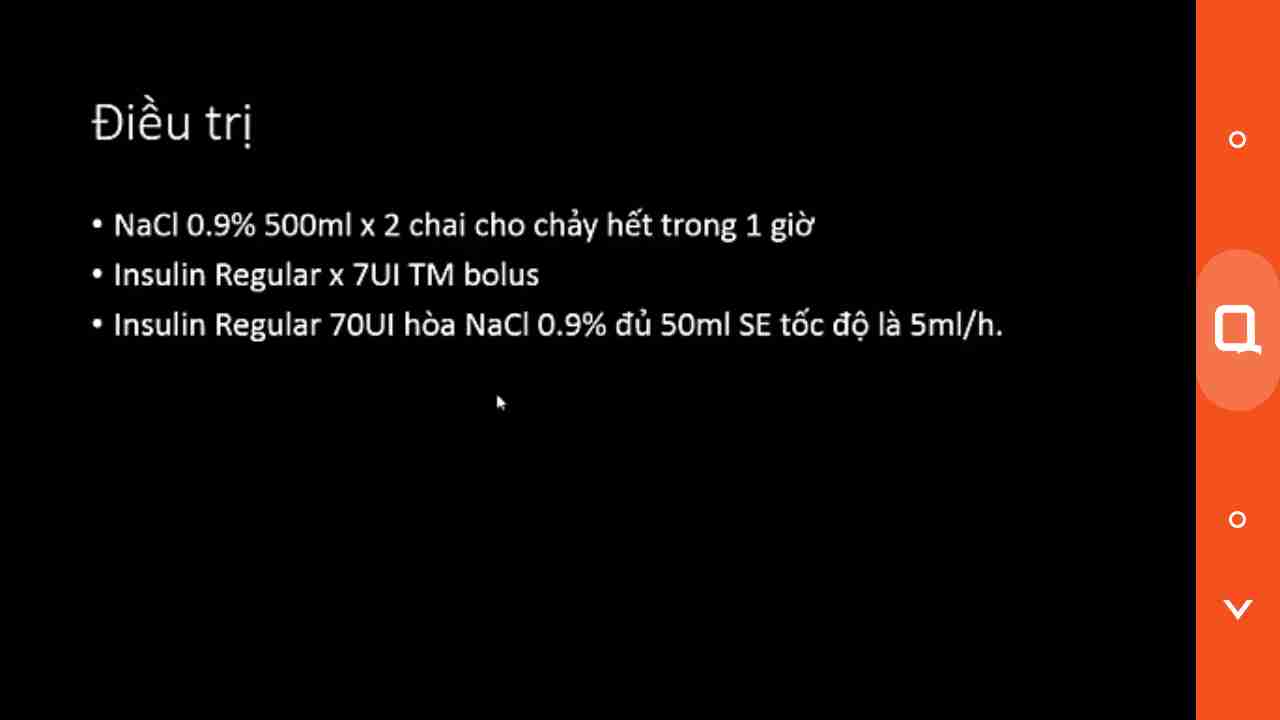 Điều trị
• NaCl 0.9% 500ml x 2 chai cho chảy hết trong 1 giờ
• Insulin Regular x 7UI TM bolus
• Insulin Regular 70UI hòa NaCl 0.9% đủ 50ml SE tốc độ là 5ml/h.